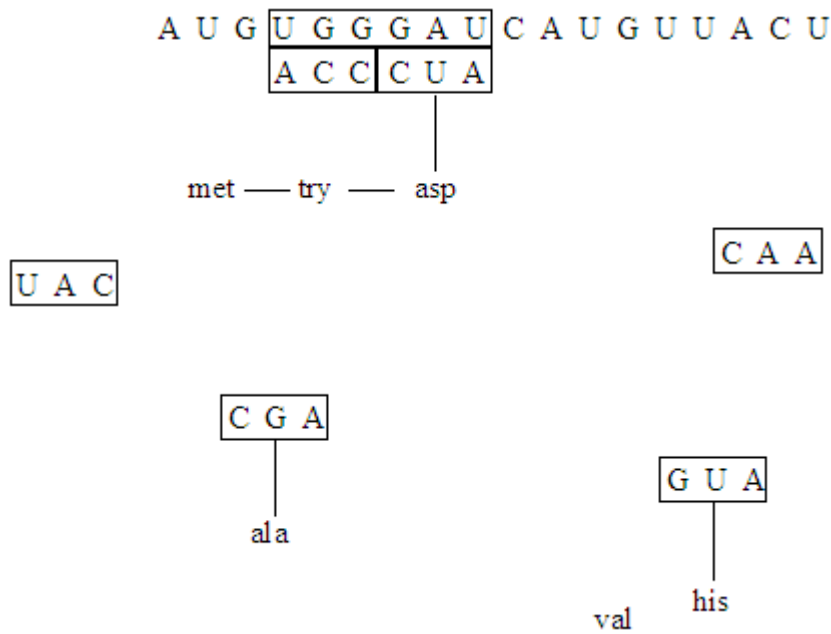 A U G U G G G A U C A U G U U A C U
A C C C U A
met try asp
C A A
U A C
C G A
G U A
ala
his
val